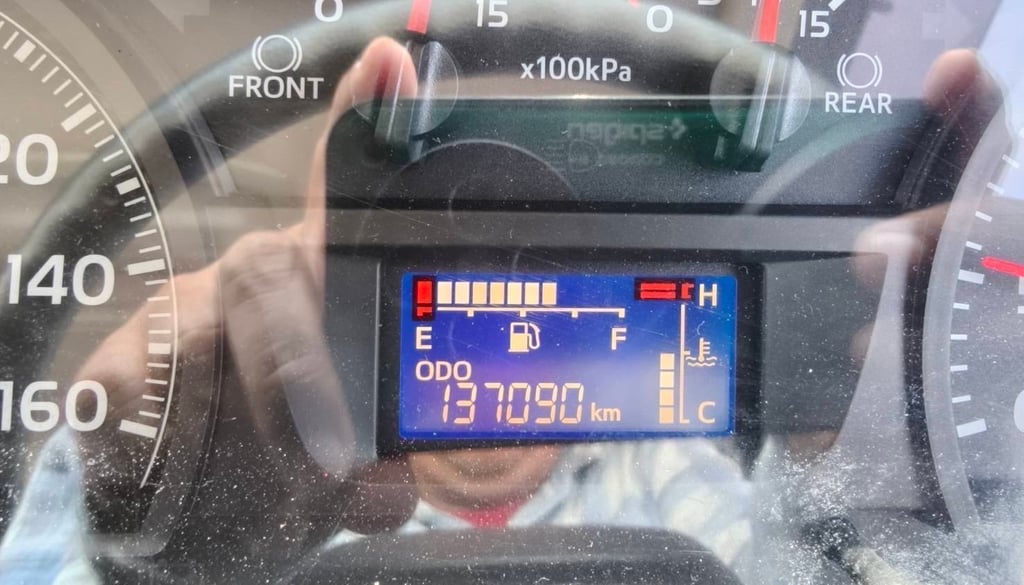 0 15 0 15
FRONT x100kPa REAR
20
140
160
H
E F
ODO
137090 km C